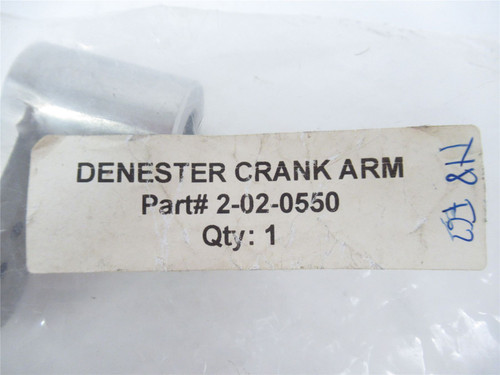 DENESTER CRANK ARM
Part# 2-02-0550
Qty: 1